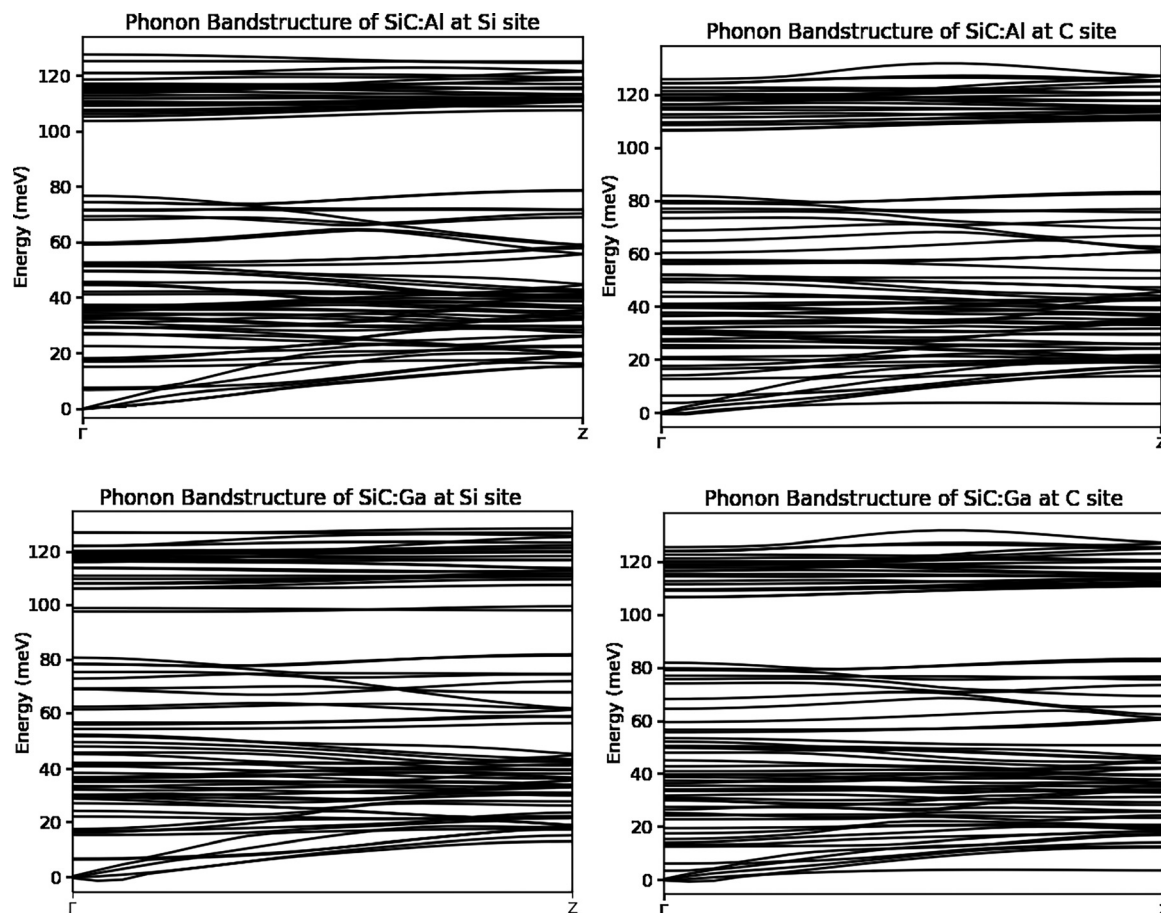 Phonon Bandstructure of SiC:Al at Si site
Energy (meV)
120
100
80
60
40
20
0
Γ
Z
Phonon Bandstructure of SiC:Al at C site
Energy (meV)
120
100
80
60
40
20
0
Γ
Z
Phonon Bandstructure of SiC:Ga at Si site
Energy (meV)
120
100
80
60
40
20
0
Γ
Z
Phonon Bandstructure of SiC:Ga at C site
Energy (meV)
120
100
80
60
40
20
0
Γ